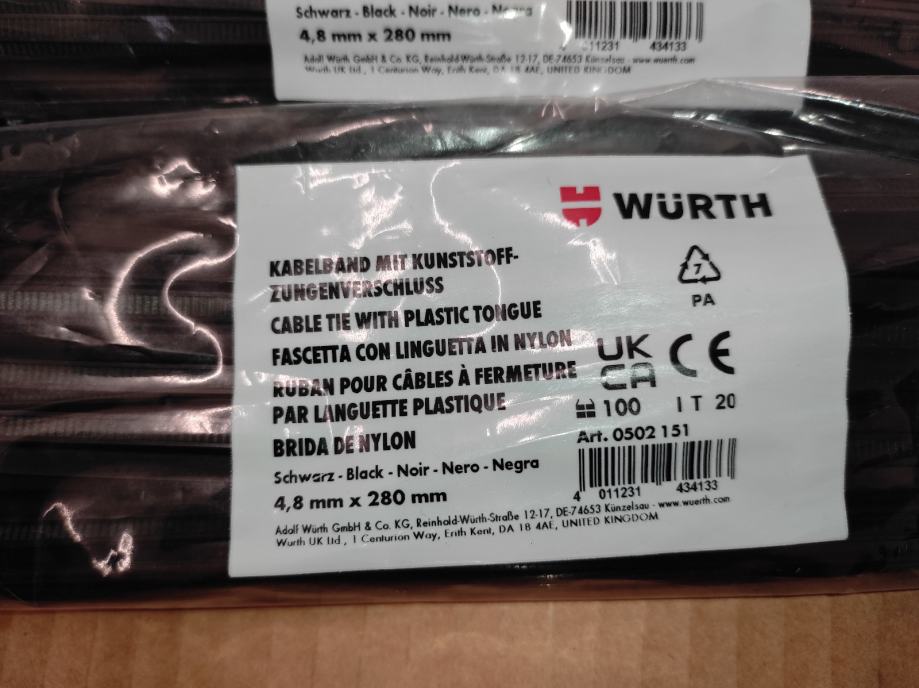 Schwarz - Black - Noir - Nero - Negra
4,8 mm x 280 mm
011231 434133
Adolf Würth GmbH & Co. KG, Reinhold-Würth-Straße 12-17, DE-74653 Künzelsau - www.wuerth.com
Würth UK Ltd, 1 Centurion Way, Erith Kent, DA 18 4AE, UNITED KINGDOM
WÜRTH
KABELBAND MIT KUNSTSTOFF-
ZUNGENVERSCHLUSS
7
PA
CABLE TIE WITH PLASTIC TONGUE
FASCETTA CON LINGUETTA IN NYLON
UK
CA
CE
RUBAN POUR CÂBLES À FERMETURE
PAR LANGUETTE PLASTIQUE
100 I T 20
BRIDA DE NYLON
Art. 0502 151
Schwarz - Black - Noir - Nero - Negra
4,8 mm x 280 mm
4 011231 434133
Adolf Würth GmbH & Co. KG, Reinhold-Würth-Straße 12-17, DE-74653 Künzelsau - www.wuerth.com
Wurth UK Ltd, 1 Centurion Way, Erith Kent, DA 18 4AE, UNITED KINGDOM